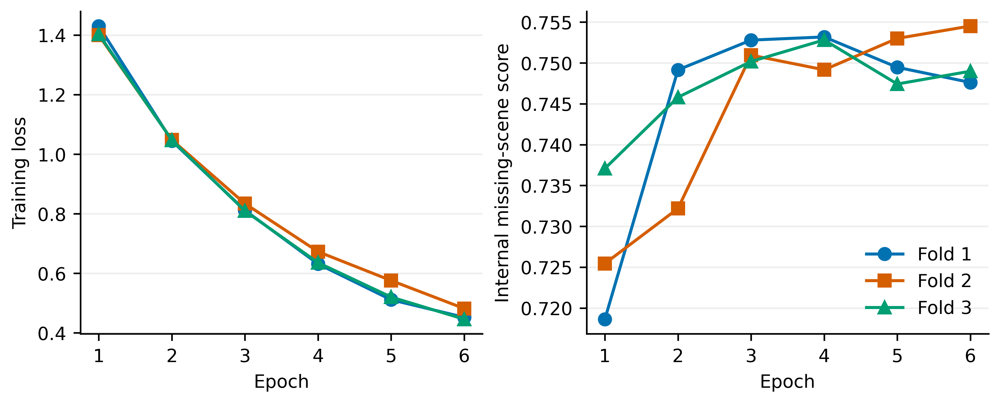 Training loss
1.4
1.2
1.0
0.8
0.6
0.4
1 2 3 4 5 6
Epoch
Internal missing-scene score
0.755
0.750
0.745
0.740
0.735
0.730
0.725
0.720
1 2 3 4 5 6
Epoch
Fold 1
Fold 2
Fold 3